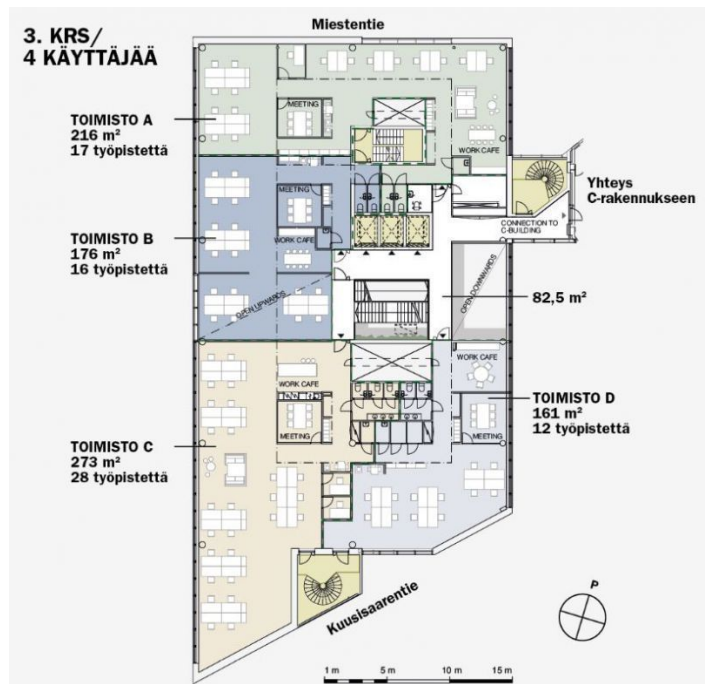 3. KRS/
4 KÄYTTÄJÄÄ
Miestentie
TOIMISTO A
216 m²
17 työpistettä
MEETING
WORK CAFE
Yhteys
C-rakennukseen
CONNECTION TO
C-BUILDING
TOIMISTO B
176 m²
16 työpistettä
MEETING
WORK CAFE
OPEN UPWARDS
OPEN DOWNWARDS
82,5 m²
TOIMISTO C
273 m²
28 työpistettä
WORK CAFE
MEETING
WORK CAFE
MEETING
TOIMISTO D
161 m²
12 työpistettä
Kuusisaarentie
P
1 m
5 m
10 m
15 m